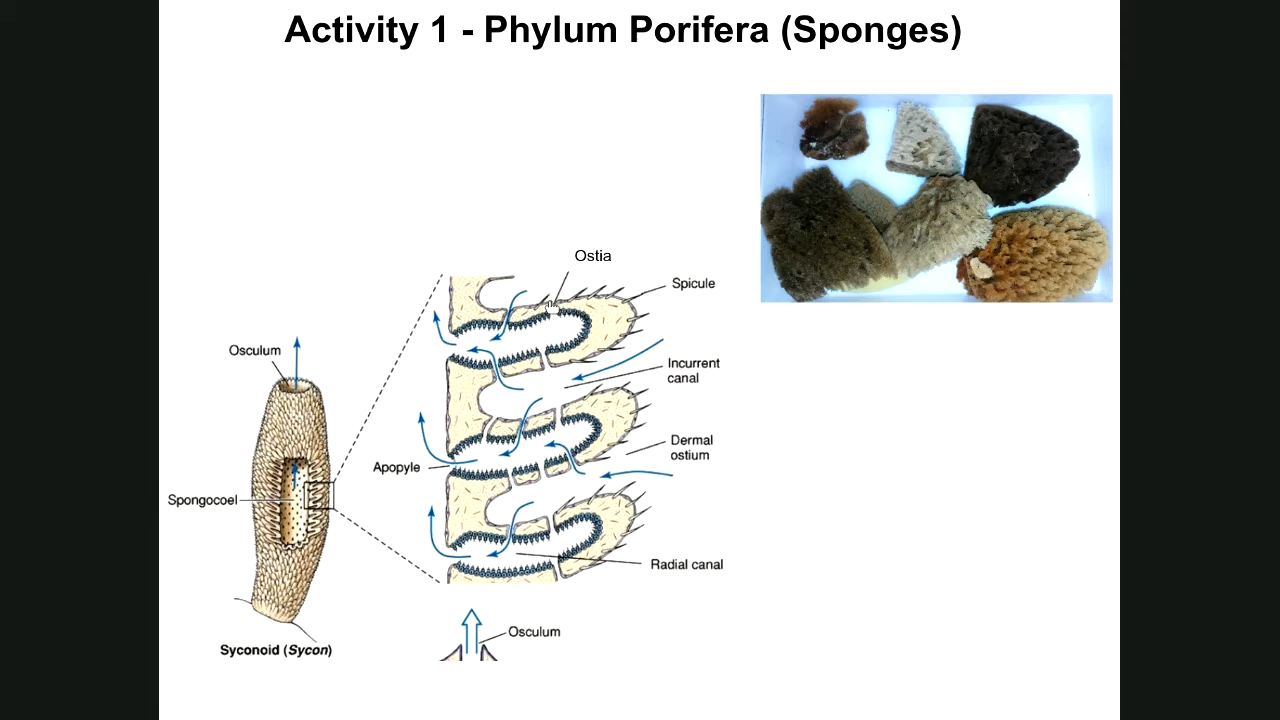 Activity 1 - Phylum Porifera (Sponges)
Ostia
Spicule
Osculum
Incurrent
canal
Dermal
ostium
Apopyle
Spongocoel
Radial canal
Osculum
Syconoid (Sycon)